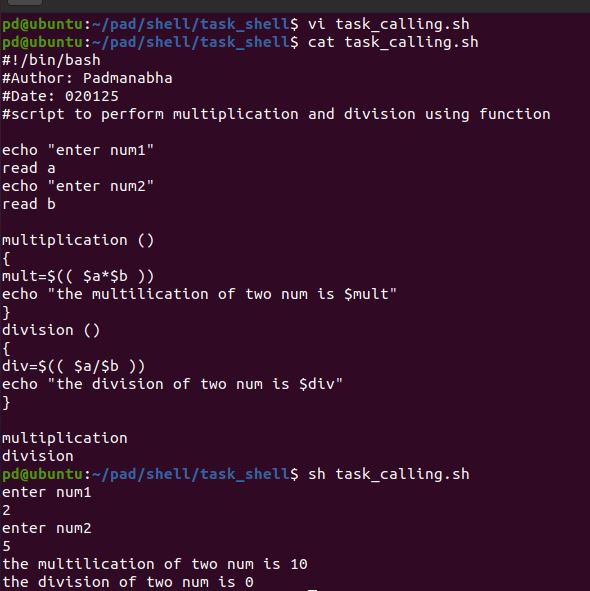 pd@ubuntu:~/pad/shell/task_shell$ vi task_calling.sh
pd@ubuntu:~/pad/shell/task_shell$ cat task_calling.sh
#!/bin/bash
#Author: Padmanabha
#Date: 020125
#script to perform multiplication and division using function

echo "enter num1"
read a
echo "enter num2"
read b

multiplication ()
{
mult=$(( $a*$b ))
echo "the multilication of two num is $mult"
}
division ()
{
div=$(( $a/$b ))
echo "the division of two num is $div"
}

multiplication
division
pd@ubuntu:~/pad/shell/task_shell$ sh task_calling.sh
enter num1
2
enter num2
5
the multilication of two num is 10
the division of two num is 0